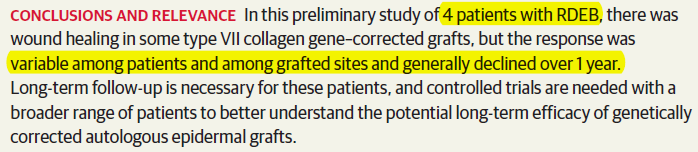 CONCLUSIONS AND RELEVANCE In this preliminary study of 4 patients with RDEB, there was
wound healing in some type VII collagen gene–corrected grafts, but the response was
variable among patients and among grafted sites and generally declined over 1 year.
Long-term follow-up is necessary for these patients, and controlled trials are needed with a
broader range of patients to better understand the potential long-term efficacy of genetically
corrected autologous epidermal grafts.